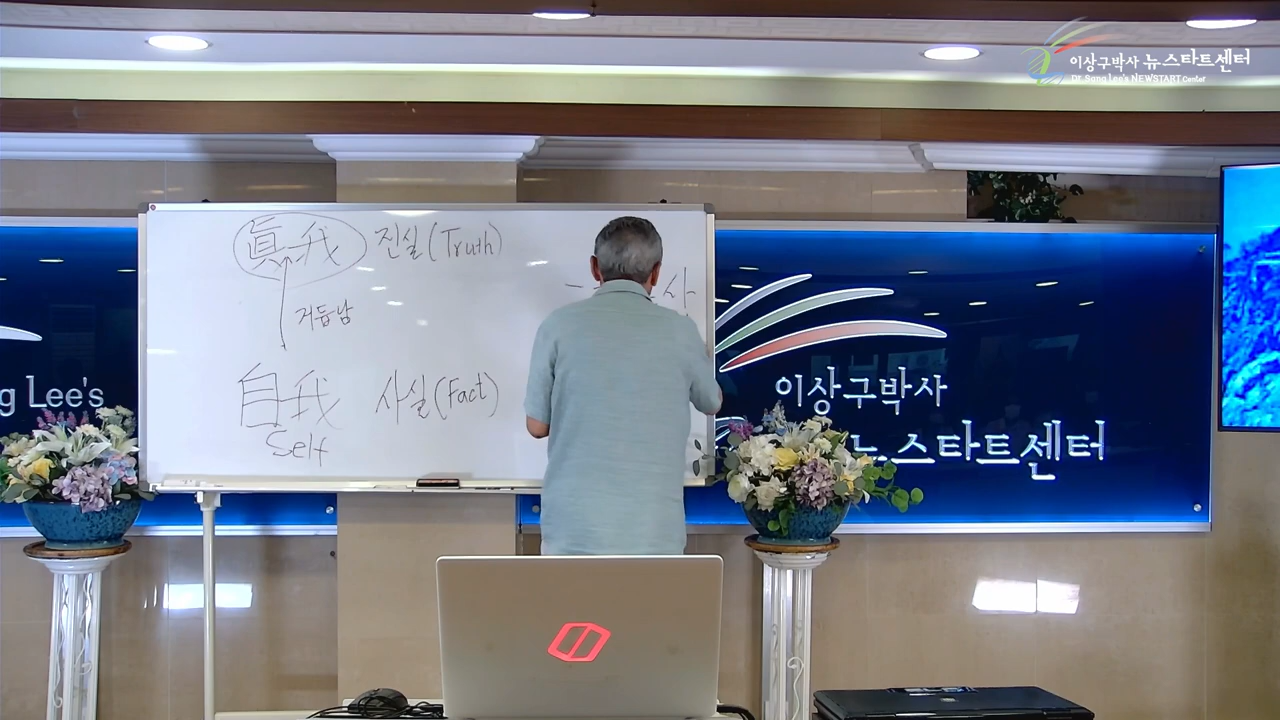 이상구박사 뉴스타트센터
Dr. Sang Lee's NEWSTART Center
眞我 진실(Truth)
거듭남
自我 사실(Fact)
Self
사
g Lee's
이상구박사
뉴스타트센터